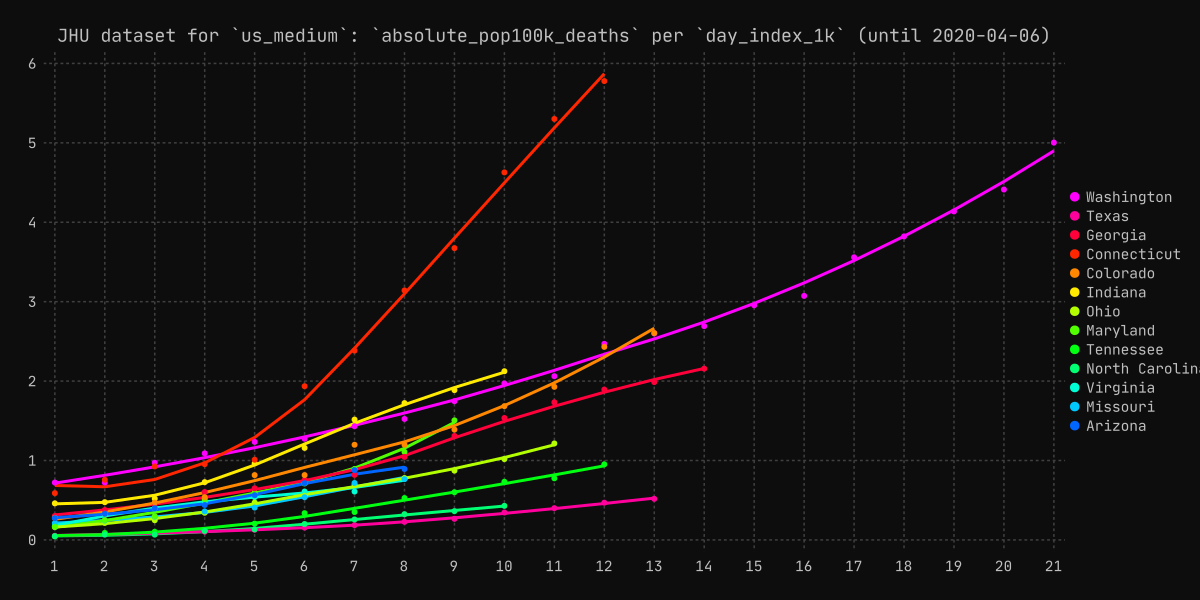 JHU dataset for `us_medium`: `absolute_pop100k_deaths` per `day_index_1k` (until 2020-04-06)
6
5
4
3
2
1
0
1 2 3 4 5 6 7 8 9 10 11 12 13 14 15 16 17 18 19 20 21
Washington
Texas
Georgia
Connecticut
Colorado
Indiana
Ohio
Maryland
Tennessee
North Carolina
Virginia
Missouri
Arizona